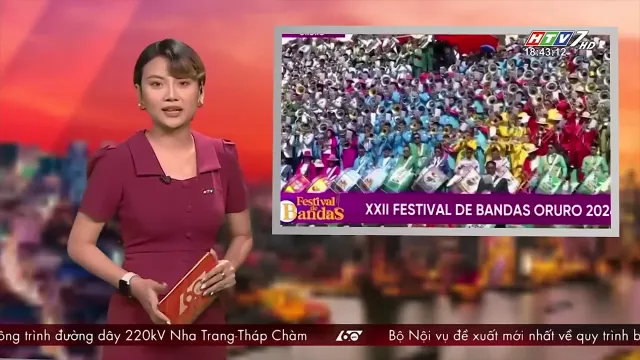 HTV7 HD
18:43:12
Festival
de
BandaS
XXII FESTIVAL DE BANDAS ORURO 202
60
ông trình đường dây 220kV Nha Trang-Tháp Chàm
Bộ Nội vụ đề xuất mới nhất về quy trình b